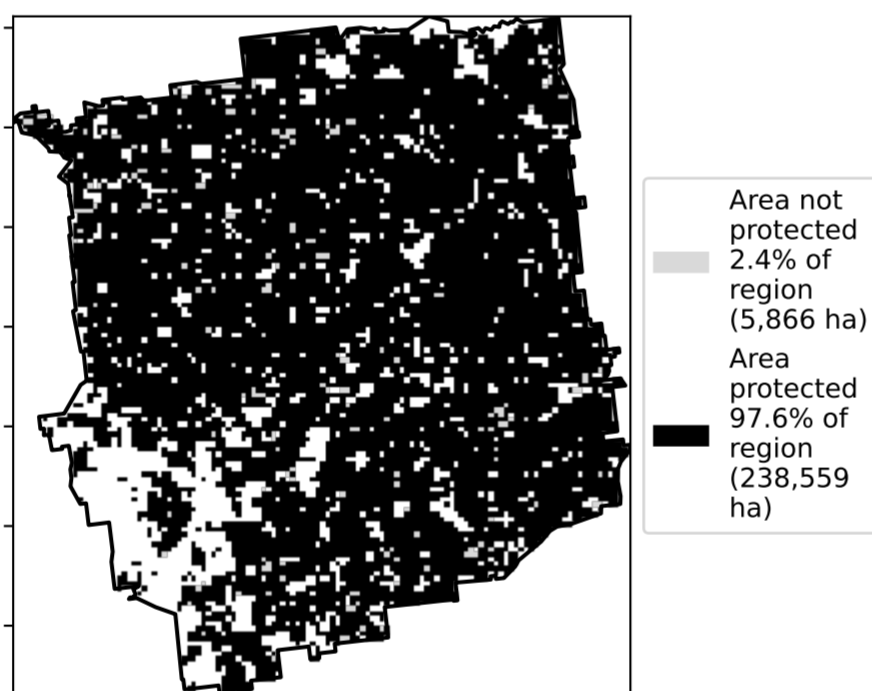 Area not
protected
2.4% of
region
(5,866 ha)
Area
protected
97.6% of
region
(238,559
ha)